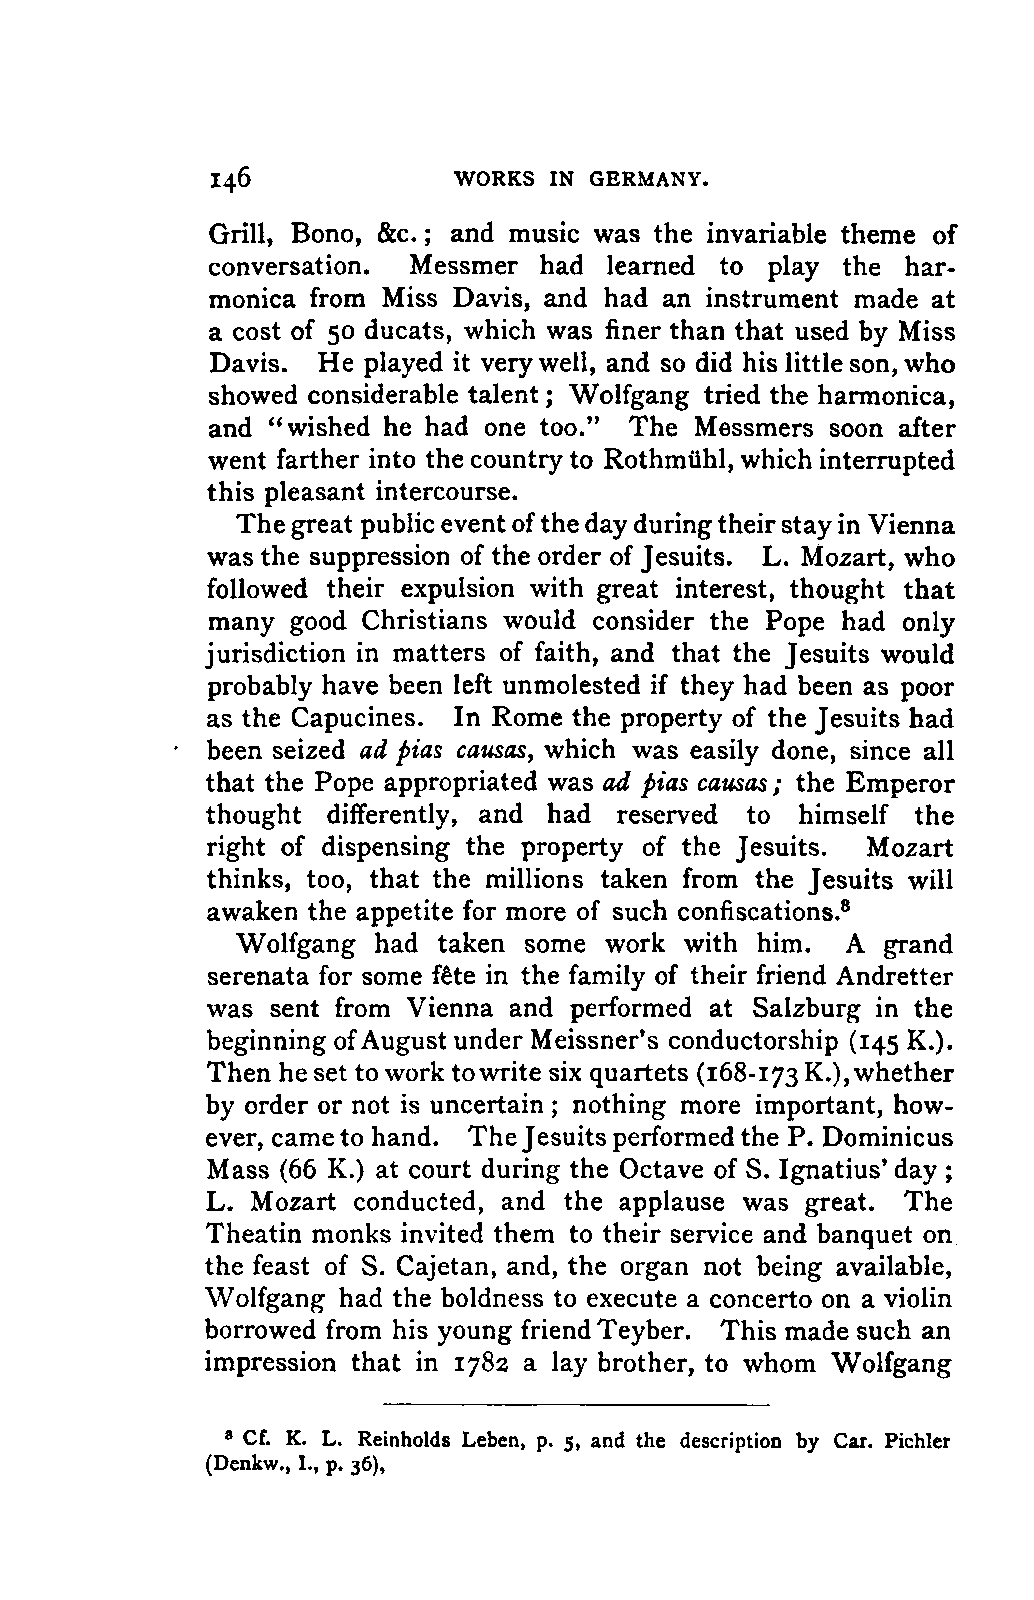 146 WORKS IN GERMANY.
Grill, Bono, &c. ; and music was the invariable theme of
conversation. Messmer had learned to play the har-
monica from Miss Davis, and had an instrument made at
a cost of 50 ducats, which was finer than that used by Miss
Davis. He played it very well, and so did his little son, who
showed considerable talent ; Wolfgang tried the harmonica,
and "wished he had one too." The Messmers soon after
went farther into the country to Rothmühl, which interrupted
this pleasant intercourse.
The great public event of the day during their stay in Vienna
was the suppression of the order of Jesuits. L. Mozart, who
followed their expulsion with great interest, thought that
many good Christians would consider the Pope had only
jurisdiction in matters of faith, and that the Jesuits would
probably have been left unmolested if they had been as poor
as the Capucines. In Rome the property of the Jesuits had
been seized ad pias causas, which was easily done, since all
that the Pope appropriated was ad pias causas ; the Emperor
thought differently, and had reserved to himself the
right of dispensing the property of the Jesuits. Mozart
thinks, too, that the millions taken from the Jesuits will
awaken the appetite for more of such confiscations.⁸
Wolfgang had taken some work with him. A grand
serenata for some fête in the family of their friend Andretter
was sent from Vienna and performed at Salzburg in the
beginning of August under Meissner's conductorship (145 K.).
Then he set to work to write six quartets (168-173 K.), whether
by order or not is uncertain ; nothing more important, how-
ever, came to hand. The Jesuits performed the P. Dominicus
Mass (66 K.) at court during the Octave of S. Ignatius' day ;
L. Mozart conducted, and the applause was great. The
Theatin monks invited them to their service and banquet on
the feast of S. Cajetan, and, the organ not being available,
Wolfgang had the boldness to execute a concerto on a violin
borrowed from his young friend Teyber. This made such an
impression that in 1782 a lay brother, to whom Wolfgang
⁸ Cf. K. L. Reinholds Leben, p. 5, and the description by Car. Pichler
(Denkw., I., p. 36),